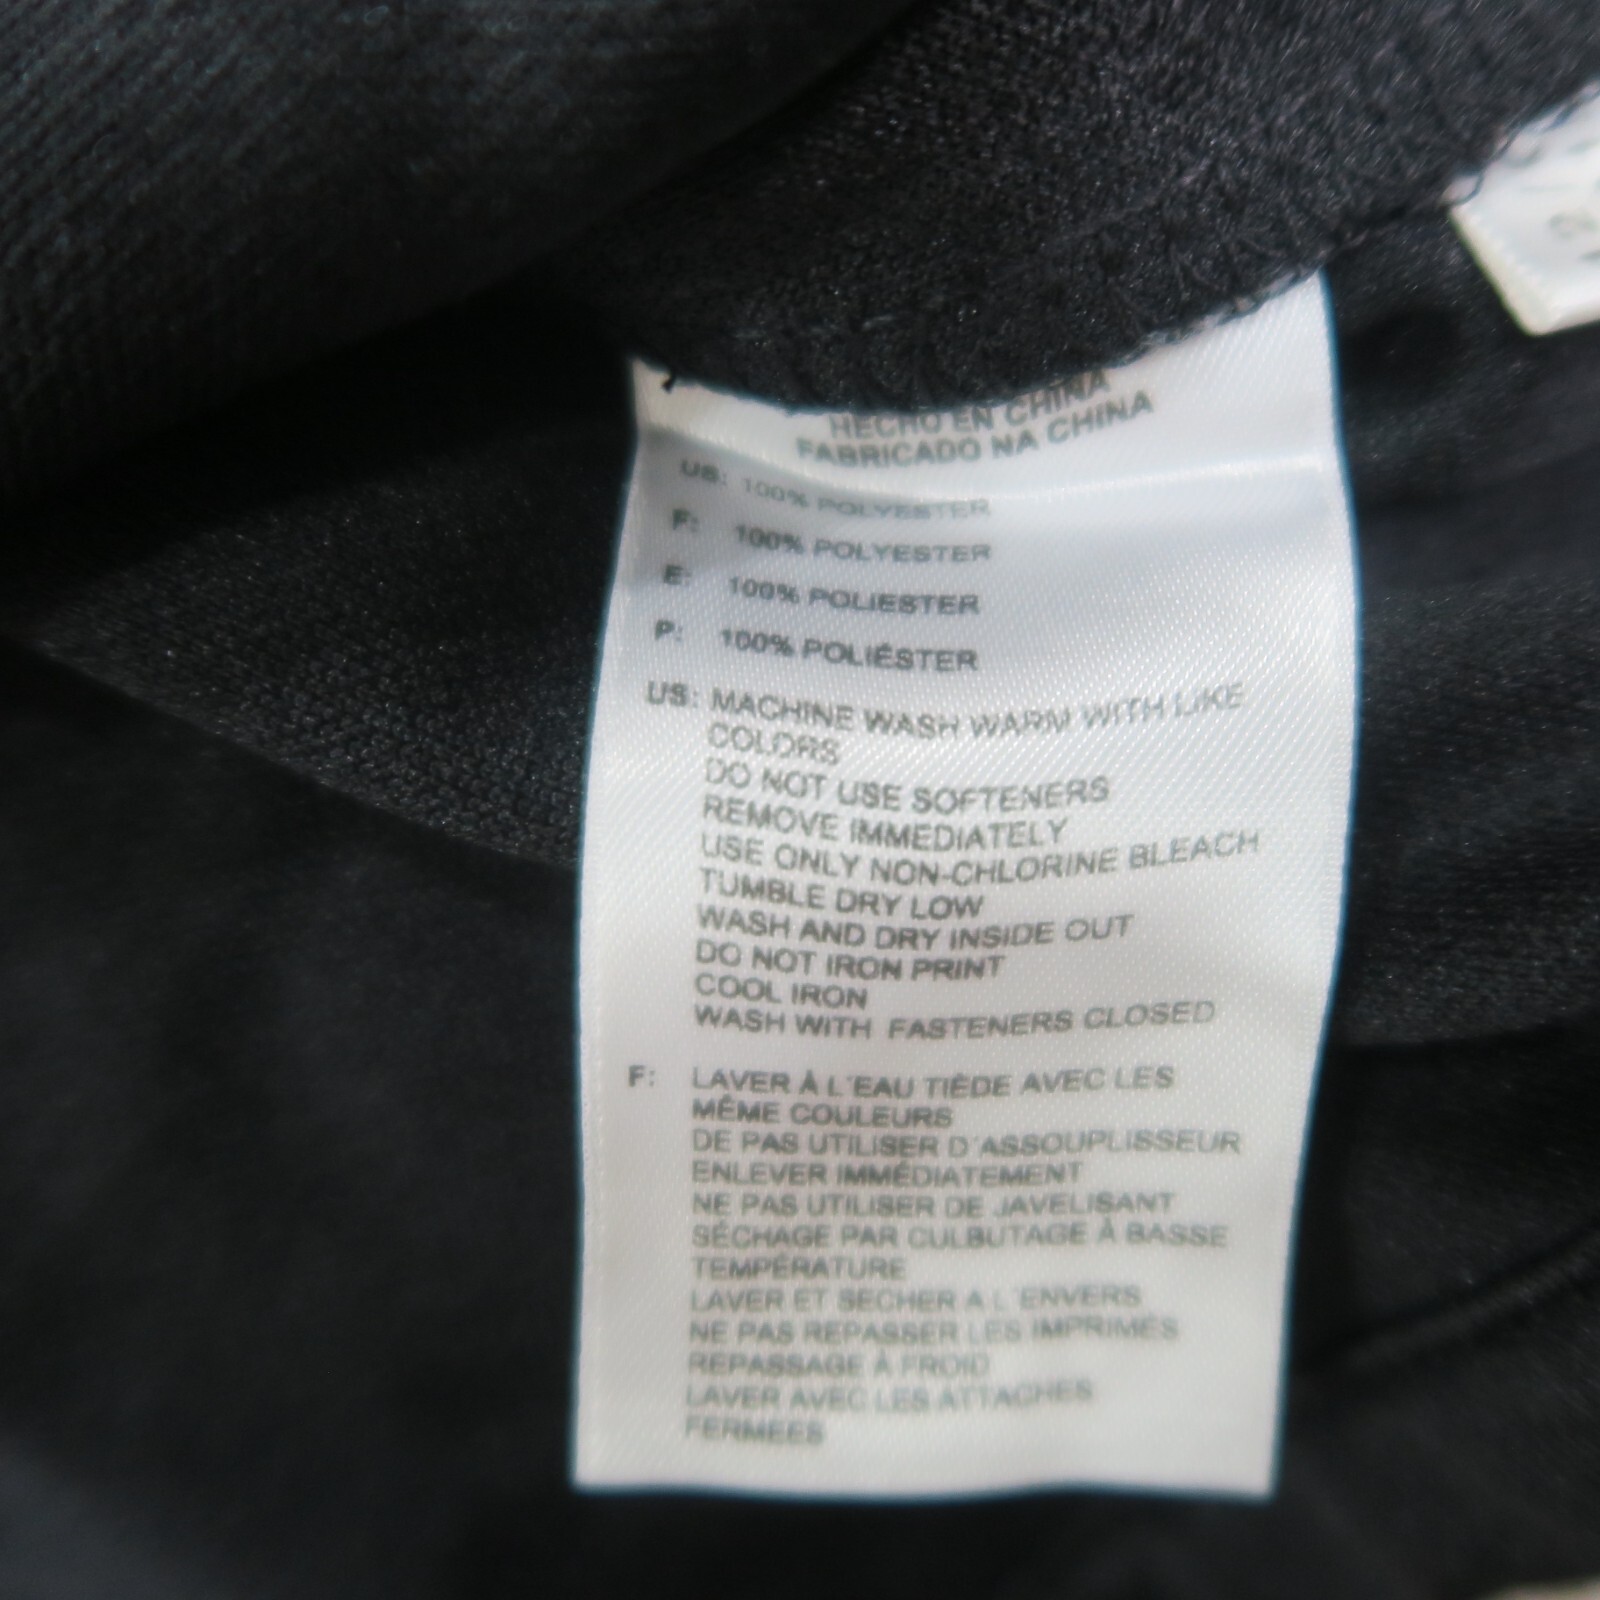 HECHO EN CHINA
FABRICADO NA CHINA
US: 100% POLYESTER
F: 100% POLYESTER
E: 100% POLIESTER
P: 100% POLIÉSTER
US: MACHINE WASH WARM WITH LIKE
COLORS
DO NOT USE SOFTENERS
REMOVE IMMEDIATELY
USE ONLY NON-CHLORINE BLEACH
TUMBLE DRY LOW
WASH AND DRY INSIDE OUT
DO NOT IRON PRINT
COOL IRON
WASH WITH FASTENERS CLOSED
F: LAVER À L'EAU TIÈDE AVEC LES
MÊME COULEURS
DE PAS UTILISER D'ASSOUPLISSEUR
ENLEVER IMMÉDIATEMENT
NE PAS UTILISER DE JAVELISANT
SÉCHAGE PAR CULBUTAGE À BASSE
TEMPÉRATURE
LAVER ET SECHER A L'ENVERS
NE PAS REPASSER LES IMPRIMÉS
REPASSAGE À FROID
LAVER AVEC LES ATTACHES
FERMEES